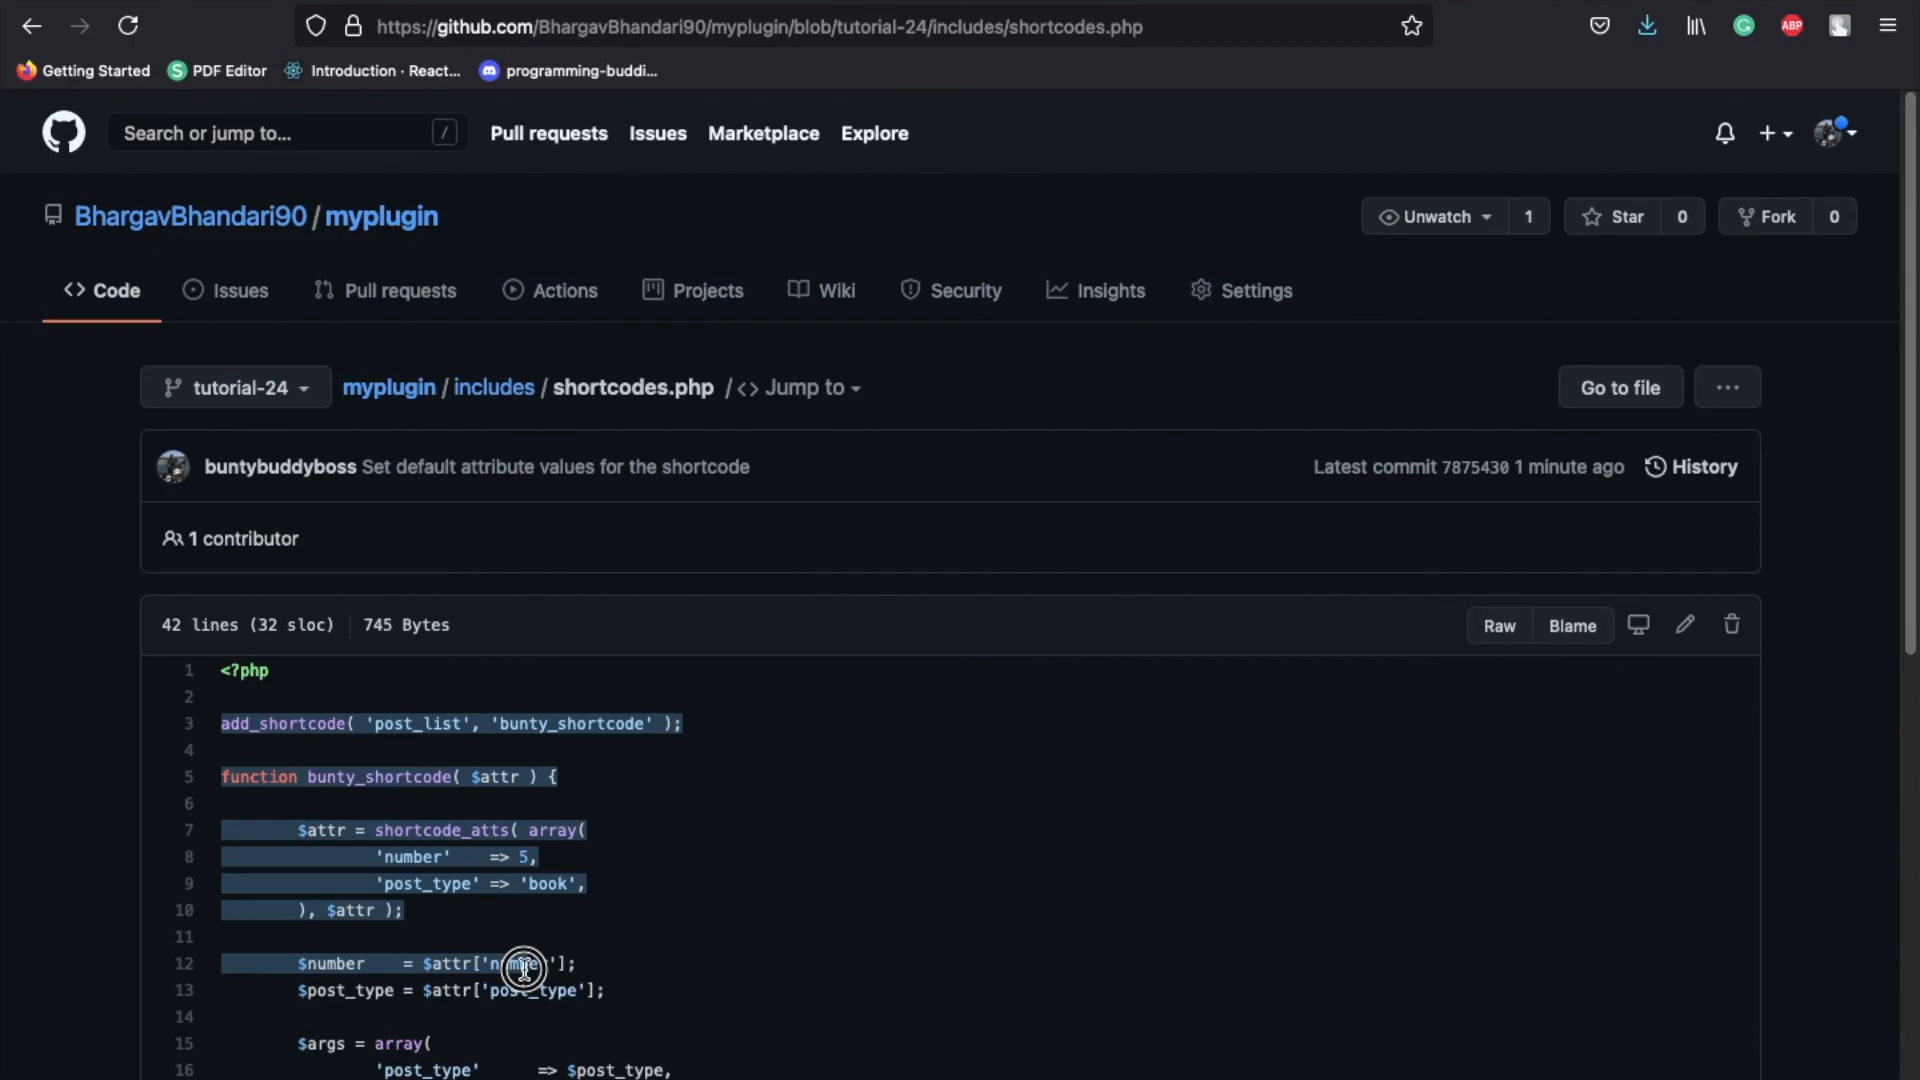 https://github.com/BhargavBhandari90/myplugin/blob/tutorial-24/includes/shortcodes.php
ABP
Getting Started
S PDF Editor
Introduction · React...
programming-buddi...
Search or jump to...
/
Pull requests
Issues
Marketplace
Explore
BhargavBhandari90 / myplugin
Unwatch 1
Star 0
Fork 0
<> Code
Issues
Pull requests
Actions
Projects
Wiki
Security
Insights
Settings
tutorial-24
myplugin / includes / shortcodes.php / <> Jump to
Go to file
...
buntybuddyboss Set default attribute values for the shortcode
Latest commit 7875430 1 minute ago
History
1 contributor
42 lines (32 sloc) | 745 Bytes
Raw
Blame
1 <?php
2
3 add_shortcode( 'post_list', 'bunty_shortcode' );
4
5 function bunty_shortcode( $attr ) {
6
7 $attr = shortcode_atts( array(
8 'number' => 5,
9 'post_type' => 'book',
10 ), $attr );
11
12 $number = $attr['number'];
13 $post_type = $attr['post_type'];
14
15 $args = array(
16 'post_type' => $post_type,